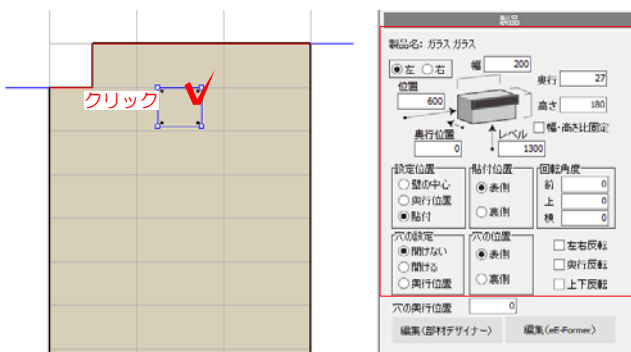 クリック
製品
製品名: ガラス ガラス
左 右
幅 200
奥行 27
位置
600
高さ 180
幅・高さ比固定
奥行位置
0
レベル
1300
設定位置
壁の中心
奥行位置
貼付
貼付位置
表側
裏側
回転角度
前 0
上 0
横 0
穴の設定
開けない
開ける
奥行位置
穴の位置
表側
裏側
左右反転
奥行反転
上下反転
穴の奥行位置 0
編集(部材デザイナー)
編集(eE-Former)